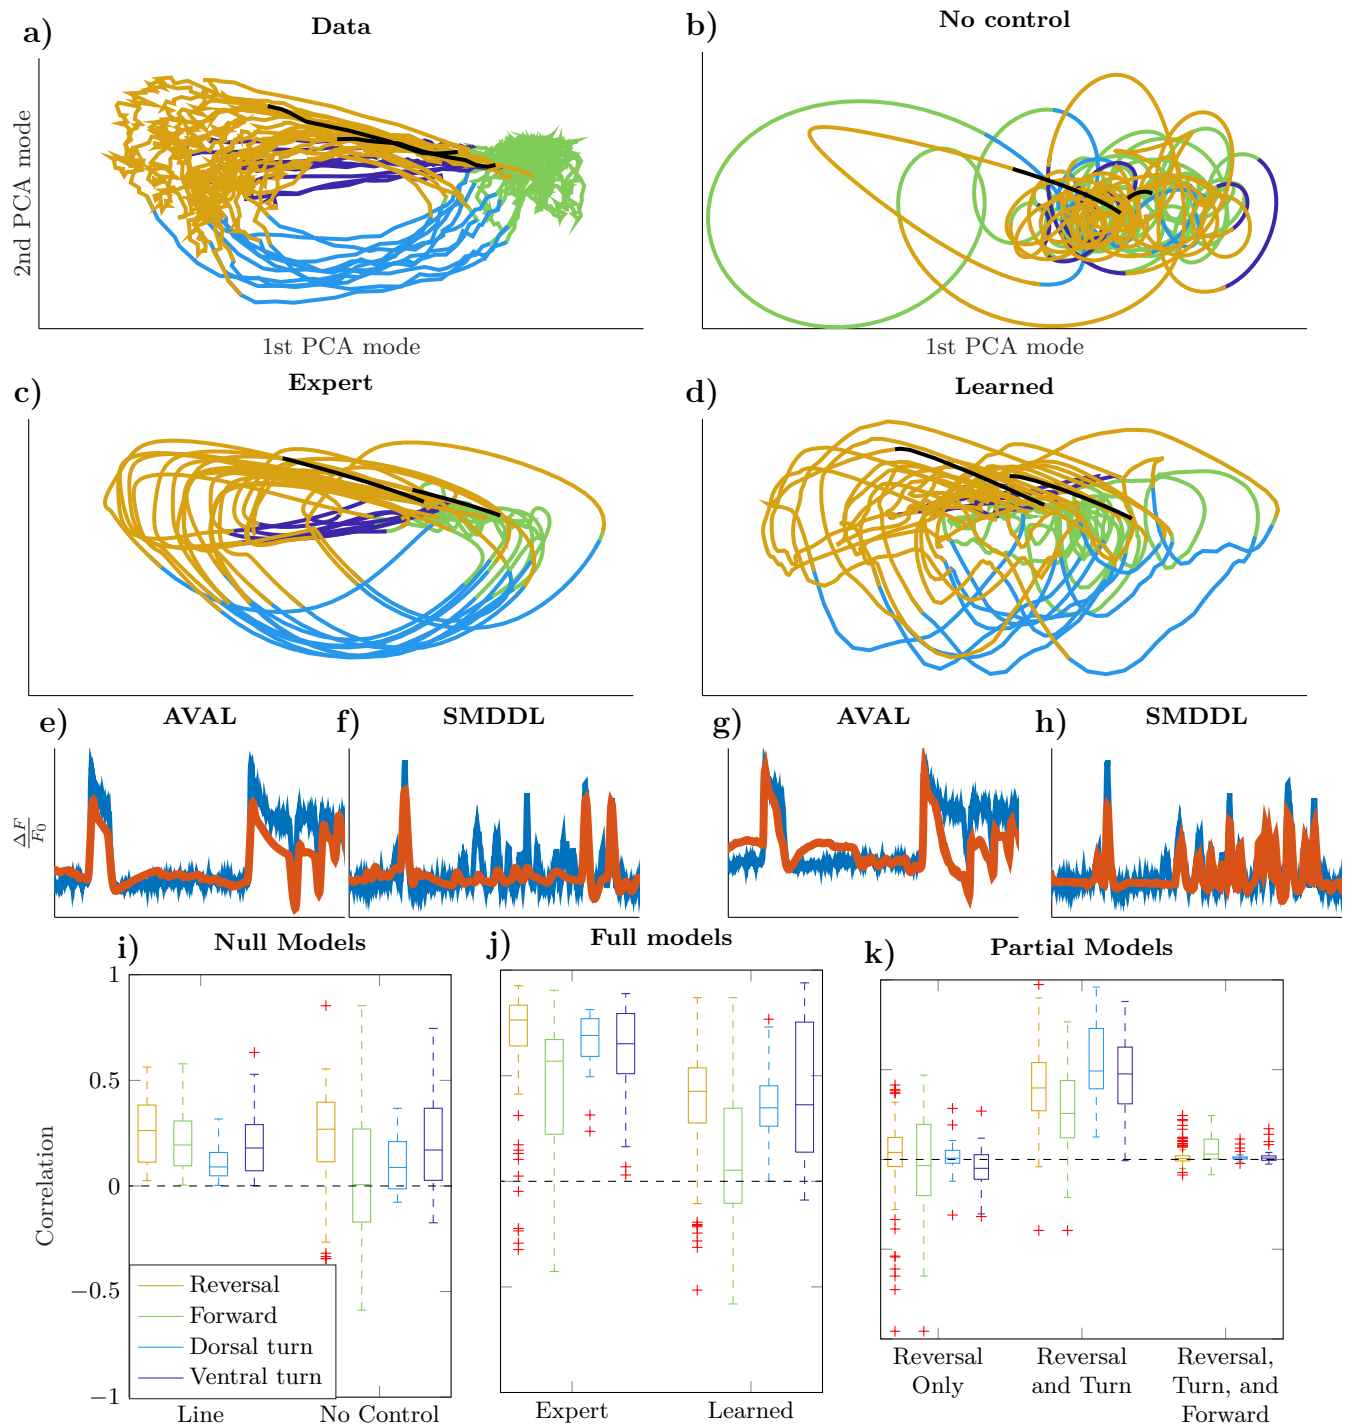 a)
Data
2nd PCA mode
1st PCA mode
b)
No control
1st PCA mode
c)
Expert
d)
Learned
e)
AVAL
ΔF
F0
f)
SMDDL
g)
AVAL
h)
SMDDL
i)
Null Models
Correlation
1
0.5
0
−0.5
−1
Reversal
Forward
Dorsal turn
Ventral turn
Line
No Control
j)
Full models
Expert
Learned
k)
Partial Models
Reversal
Only
Reversal
and Turn
Reversal,
Turn, and
Forward